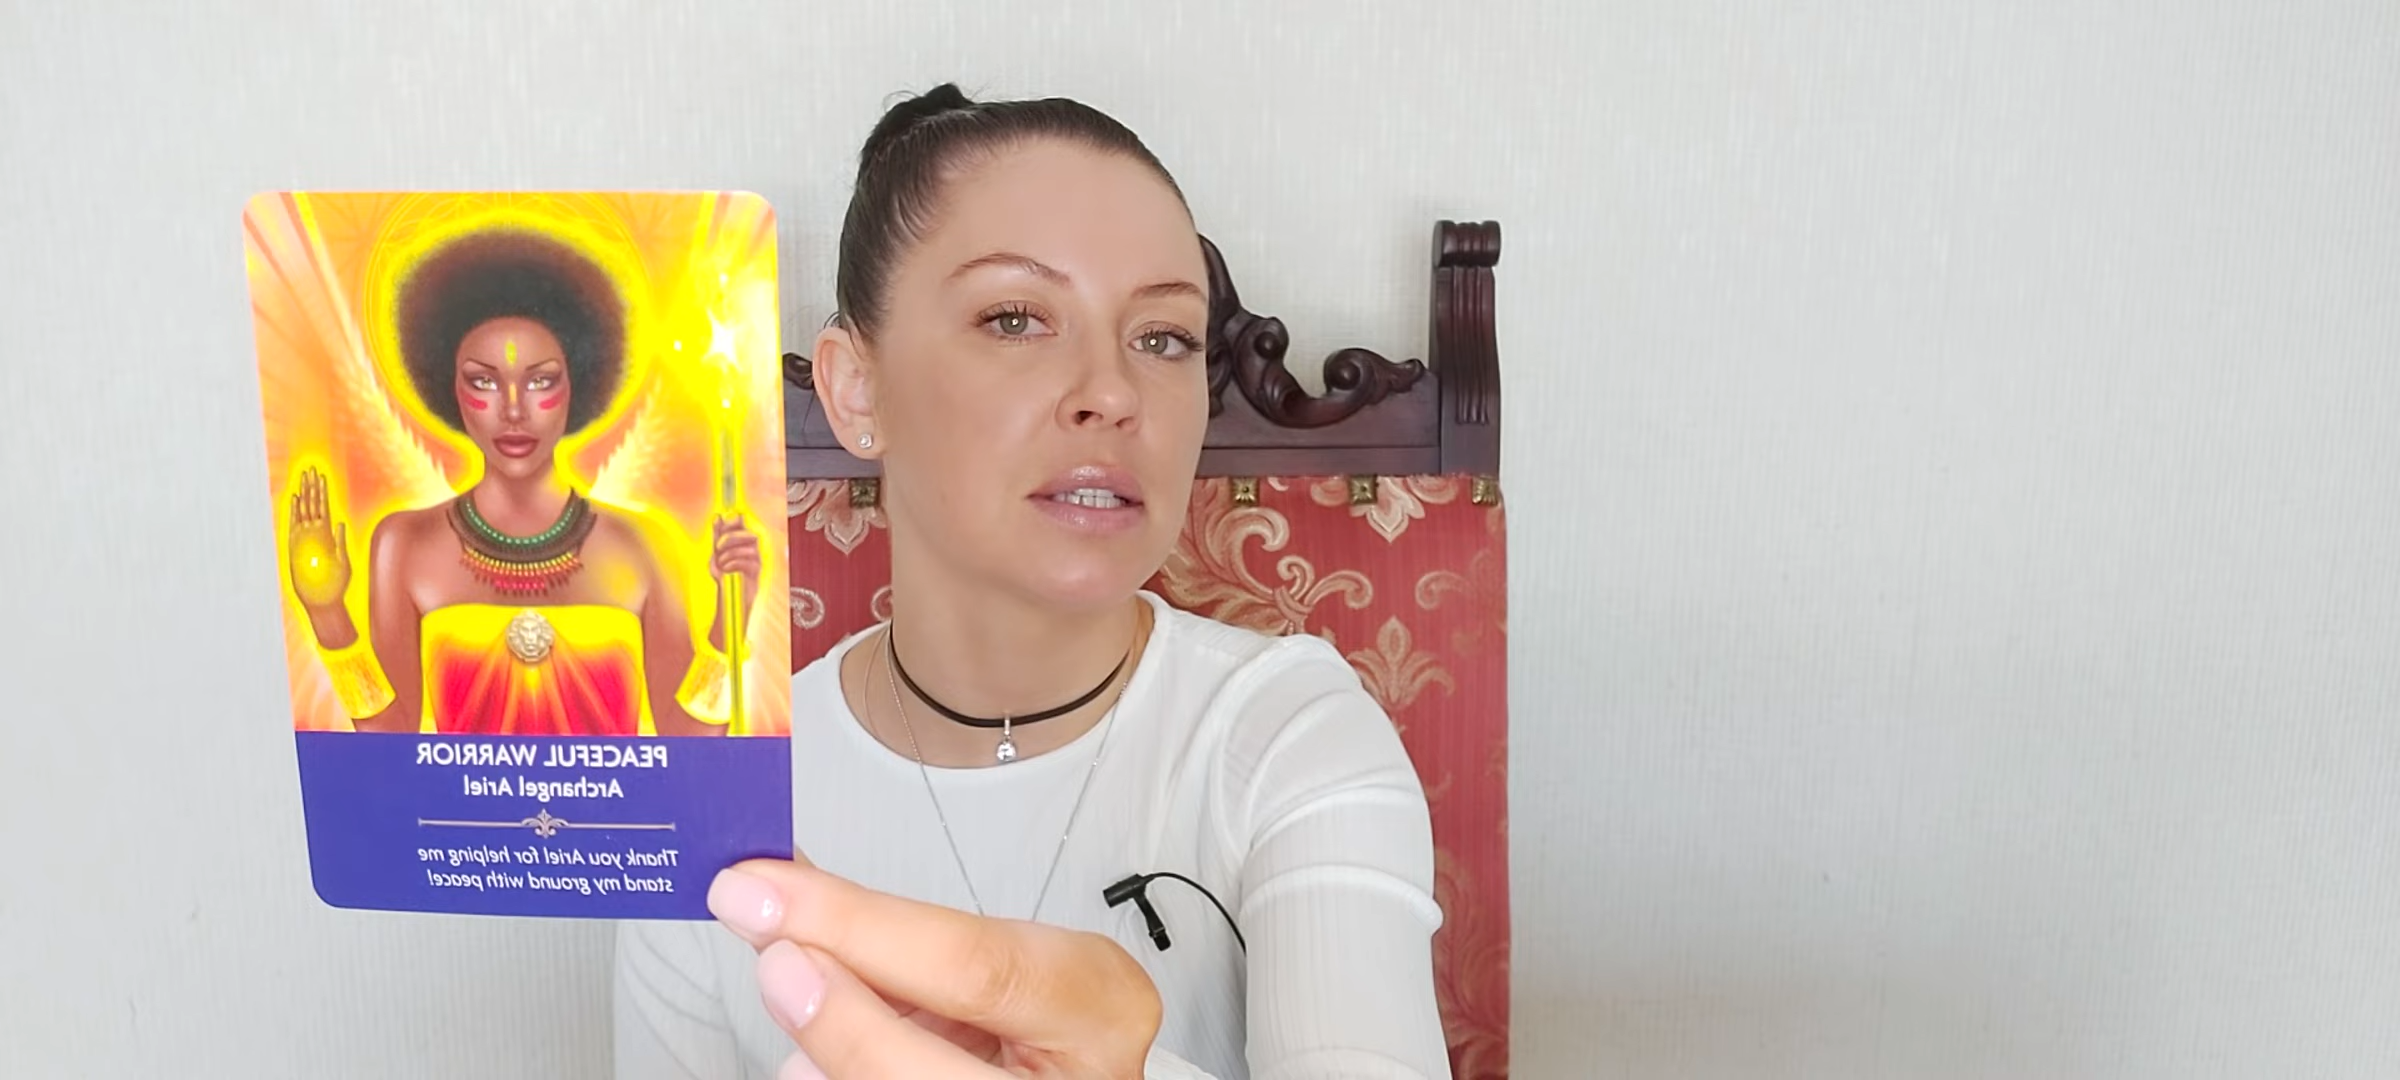 PEACEFUL WARRIOR
Archangel Ariel
Thank you Ariel for helping me
stand my ground with peace!